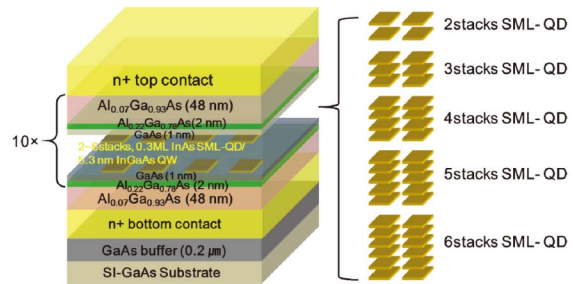 n+ top contact
Al0.07Ga0.93As (48 nm)
Al0.22Ga0.78As(2 nm)
GaAs (1 nm)
2~6stacks, 0.3ML InAs SML-QD/
5.3 nm InGaAs QW
GaAs (1 nm)
Al0.22Ga0.78As (2 nm)
Al0.07Ga0.93As (48 nm)
n+ bottom contact
GaAs buffer (0.2 μm)
SI-GaAs Substrate
10×
2stacks SML-QD
3stacks SML-QD
4stacks SML-QD
5stacks SML-QD
6stacks SML-QD